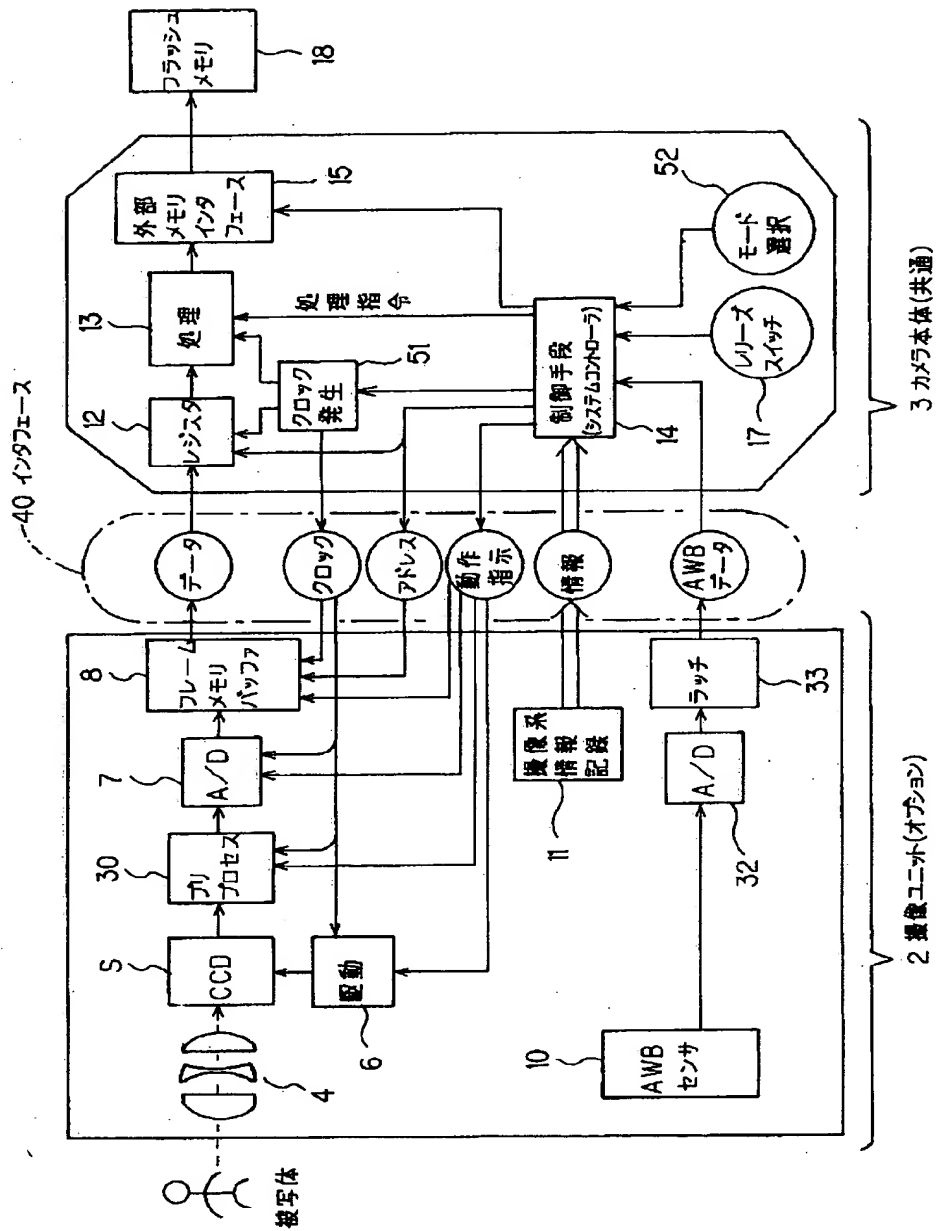 40 インタフェース
被写体
4
S
CCD
6
駆動
30
プリ
プロセス
7
A/D
8
フレーム
メモリ
バッファ
データ
クロック
アドレス
動作
指示
情報
AWB
データ
11
撮像系
情報
記録
10
AWB
センサ
32
A/D
33
ラッチ
2 撮像ユニット(オプション)
12
レジスタ
13
処理
処理指令
51
クロック
発生
15
外部
メモリ
インタ
フェース
18
フラッシュ
メモリ
14
制御手段
(システムコントローラ)
17
レリーズ
スイッチ
52
モード
選択
3 カメラ本体(共通)